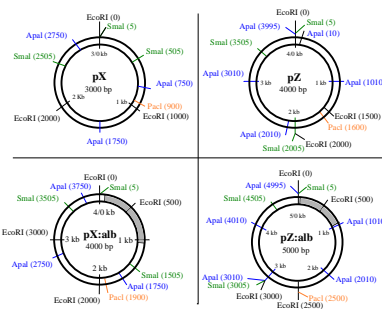 EcoRI (0)
ApaI (2750)
SmaI (5)
SmaI (2505)
SmaI (505)
3/0 kb
pX
3000 bp
ApaI (750)
2 Kb
1 kb
PacI (900)
EcoRI (1000)
EcoRI (2000)
ApaI (1750)
EcoRI (0)
ApaI (3995)
SmaI (5)
ApaI (10)
SmaI (3505)
4/0 kb
pZ
4000 bp
ApaI (3010)
3 kb
1 kb
ApaI (1010)
2 kb
EcoRI (1500)
PacI (1600)
ApaI (2010)
EcoRI (2000)
SmaI (2005)
EcoRI (0)
ApaI (3750)
SmaI (5)
SmaI (3505)
EcoRI (500)
4/0 kb
pX:alb
4000 bp
EcoRI (3000)
3 kb
1 kb
ApaI (2750)
2 kb
SmaI (1505)
ApaI (1750)
EcoRI (2000)
PacI (1900)
EcoRI (0)
ApaI (4995)
SmaI (5)
SmaI (4505)
EcoRI (500)
5/0 kb
ApaI (4010)
ApaI (1010)
4 kb
1 kb
pZ:alb
5000 bp
3 kb
2 kb
ApaI (3010)
ApaI (2010)
SmaI (3005)
EcoRI (3000)
PacI (2500)
EcoRI (2500)